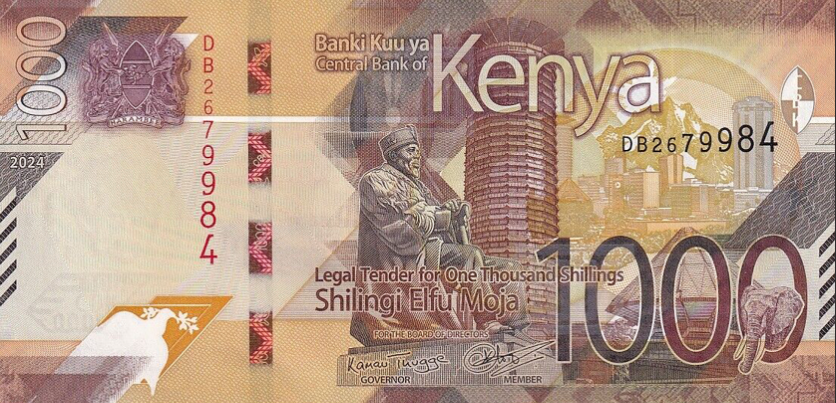 1000
HARAMBEE
2024
DB2679984
Banki Kuu ya
Central Bank of
Kenya
DB2679984
Legal Tender for One Thousand Shillings
Shilingi Elfu Moja
1000
FOR THE BOARD OF DIRECTORS
Kamau Thugge
GOVERNOR
MEMBER